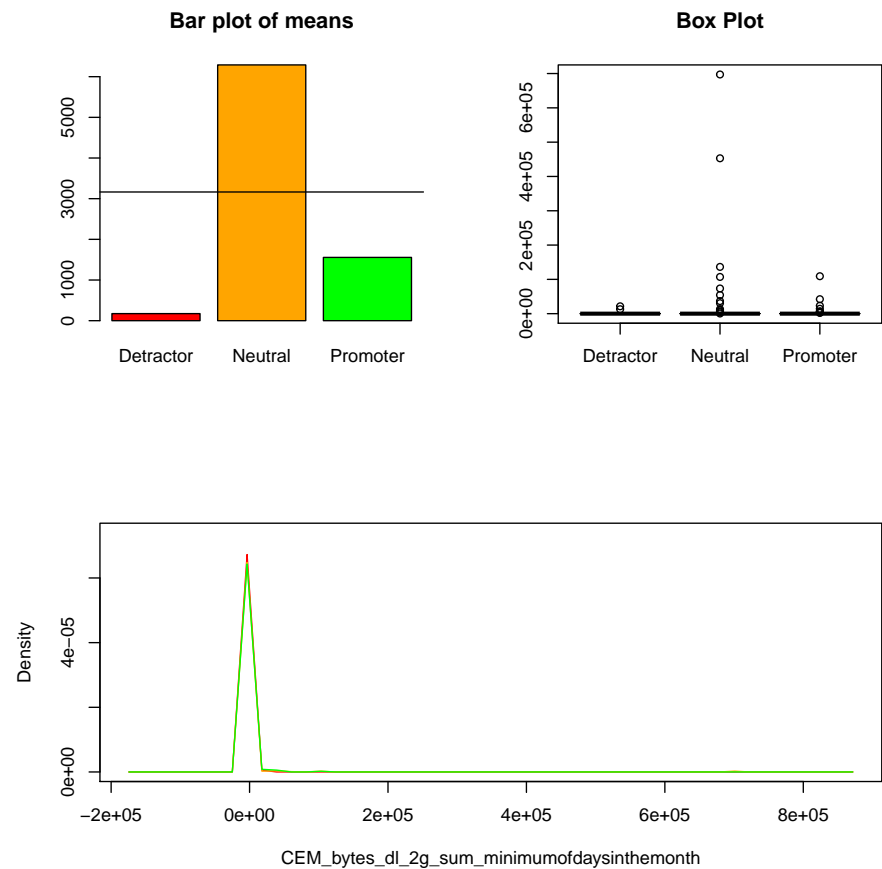 Bar plot of means
5000
3000
1000
0
Detractor Neutral Promoter
Box Plot
6e+05
4e+05
2e+05
0e+00
Detractor Neutral Promoter
Density
4e−05
0e+00
−2e+05 0e+00 2e+05 4e+05 6e+05 8e+05
CEM_bytes_dl_2g_sum_minimumofdaysinthemonth